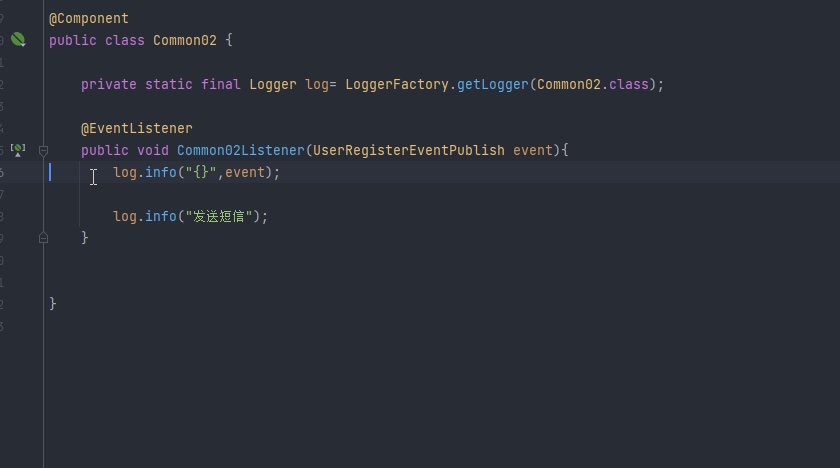 @Component
public class Common02 {
private static final Logger log= LoggerFactory.getLogger(Common02.class);
@EventListener
public void Common02Listener(UserRegisterEventPublish event){
log.info("{}",event);
log.info("发送短信");
}
}